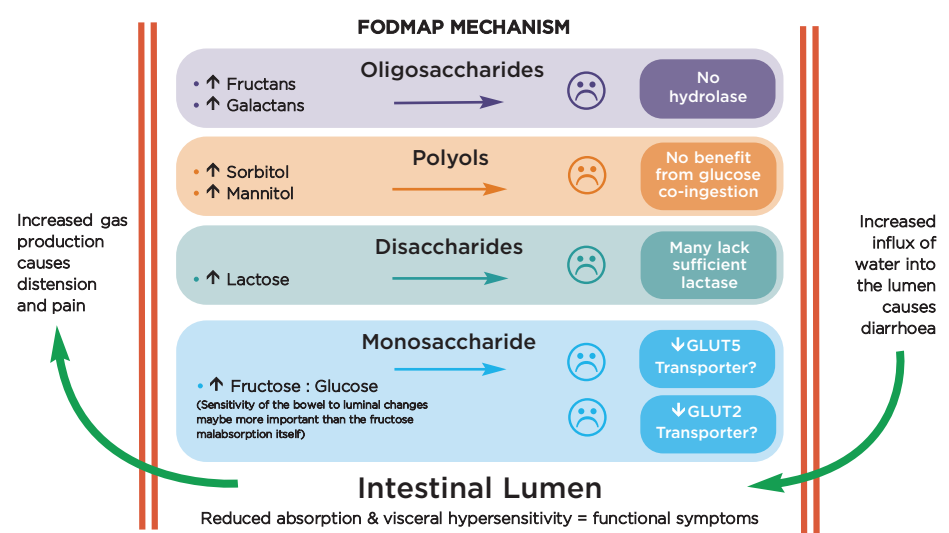 FODMAP MECHANISM
Oligosaccharides
• ↑ Fructans
• ↑ Galactans
No
hydrolase
Polyols
• ↑ Sorbitol
• ↑ Mannitol
No benefit
from glucose
co-ingestion
Disaccharides
• ↑ Lactose
Many lack
sufficient
lactase
Monosaccharide
• ↑ Fructose : Glucose
(Sensitivity of the bowel to luminal changes
maybe more important than the fructose
malabsorption itself)
↓GLUT5
Transporter?
↓GLUT2
Transporter?
Increased gas
production
causes
distension
and pain
Increased
influx of
water into
the lumen
causes
diarrhoea
Intestinal Lumen
Reduced absorption & visceral hypersensitivity = functional symptoms